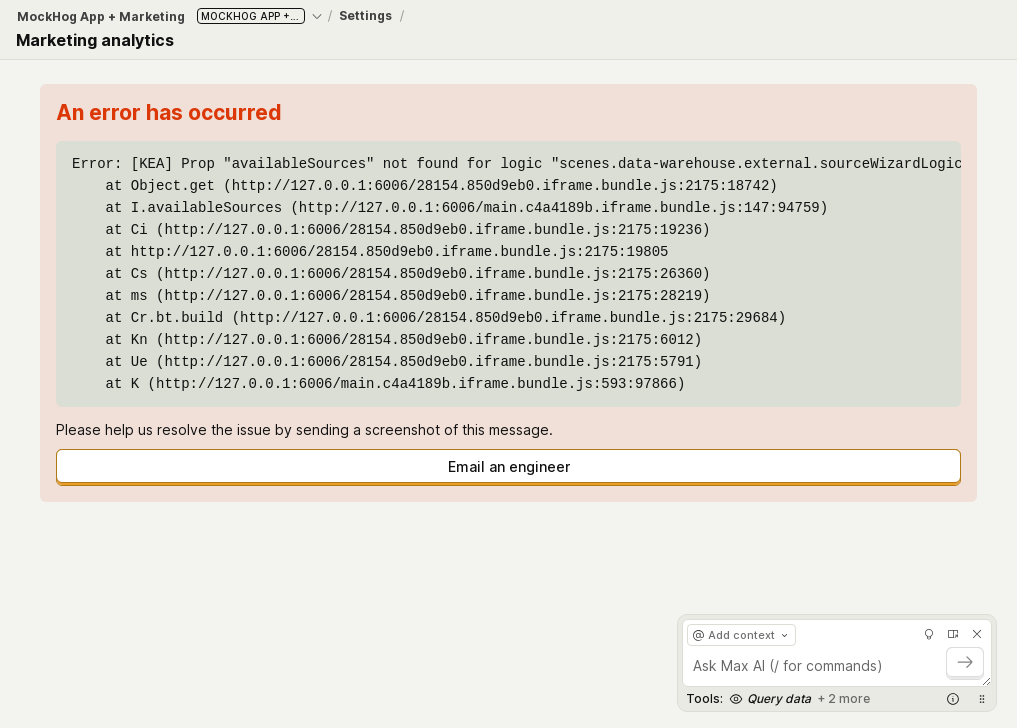 MockHog App + Marketing MOCKHOG APP +... / Settings /
Marketing analytics
An error has occurred
Error: [KEA] Prop "availableSources" not found for logic "scenes.data-warehouse.external.sourceWizardLogic
at Object.get (http://127.0.0.1:6006/28154.850d9eb0.iframe.bundle.js:2175:18742)
at I.availableSources (http://127.0.0.1:6006/main.c4a4189b.iframe.bundle.js:147:94759)
at Ci (http://127.0.0.1:6006/28154.850d9eb0.iframe.bundle.js:2175:19236)
at http://127.0.0.1:6006/28154.850d9eb0.iframe.bundle.js:2175:19805
at Cs (http://127.0.0.1:6006/28154.850d9eb0.iframe.bundle.js:2175:26360)
at ms (http://127.0.0.1:6006/28154.850d9eb0.iframe.bundle.js:2175:28219)
at Cr.bt.build (http://127.0.0.1:6006/28154.850d9eb0.iframe.bundle.js:2175:29684)
at Kn (http://127.0.0.1:6006/28154.850d9eb0.iframe.bundle.js:2175:6012)
at Ue (http://127.0.0.1:6006/28154.850d9eb0.iframe.bundle.js:2175:5791)
at K (http://127.0.0.1:6006/main.c4a4189b.iframe.bundle.js:593:97866)
Please help us resolve the issue by sending a screenshot of this message.
Email an engineer
@ Add context
Ask Max AI (/ for commands)
Tools: Query data + 2 more